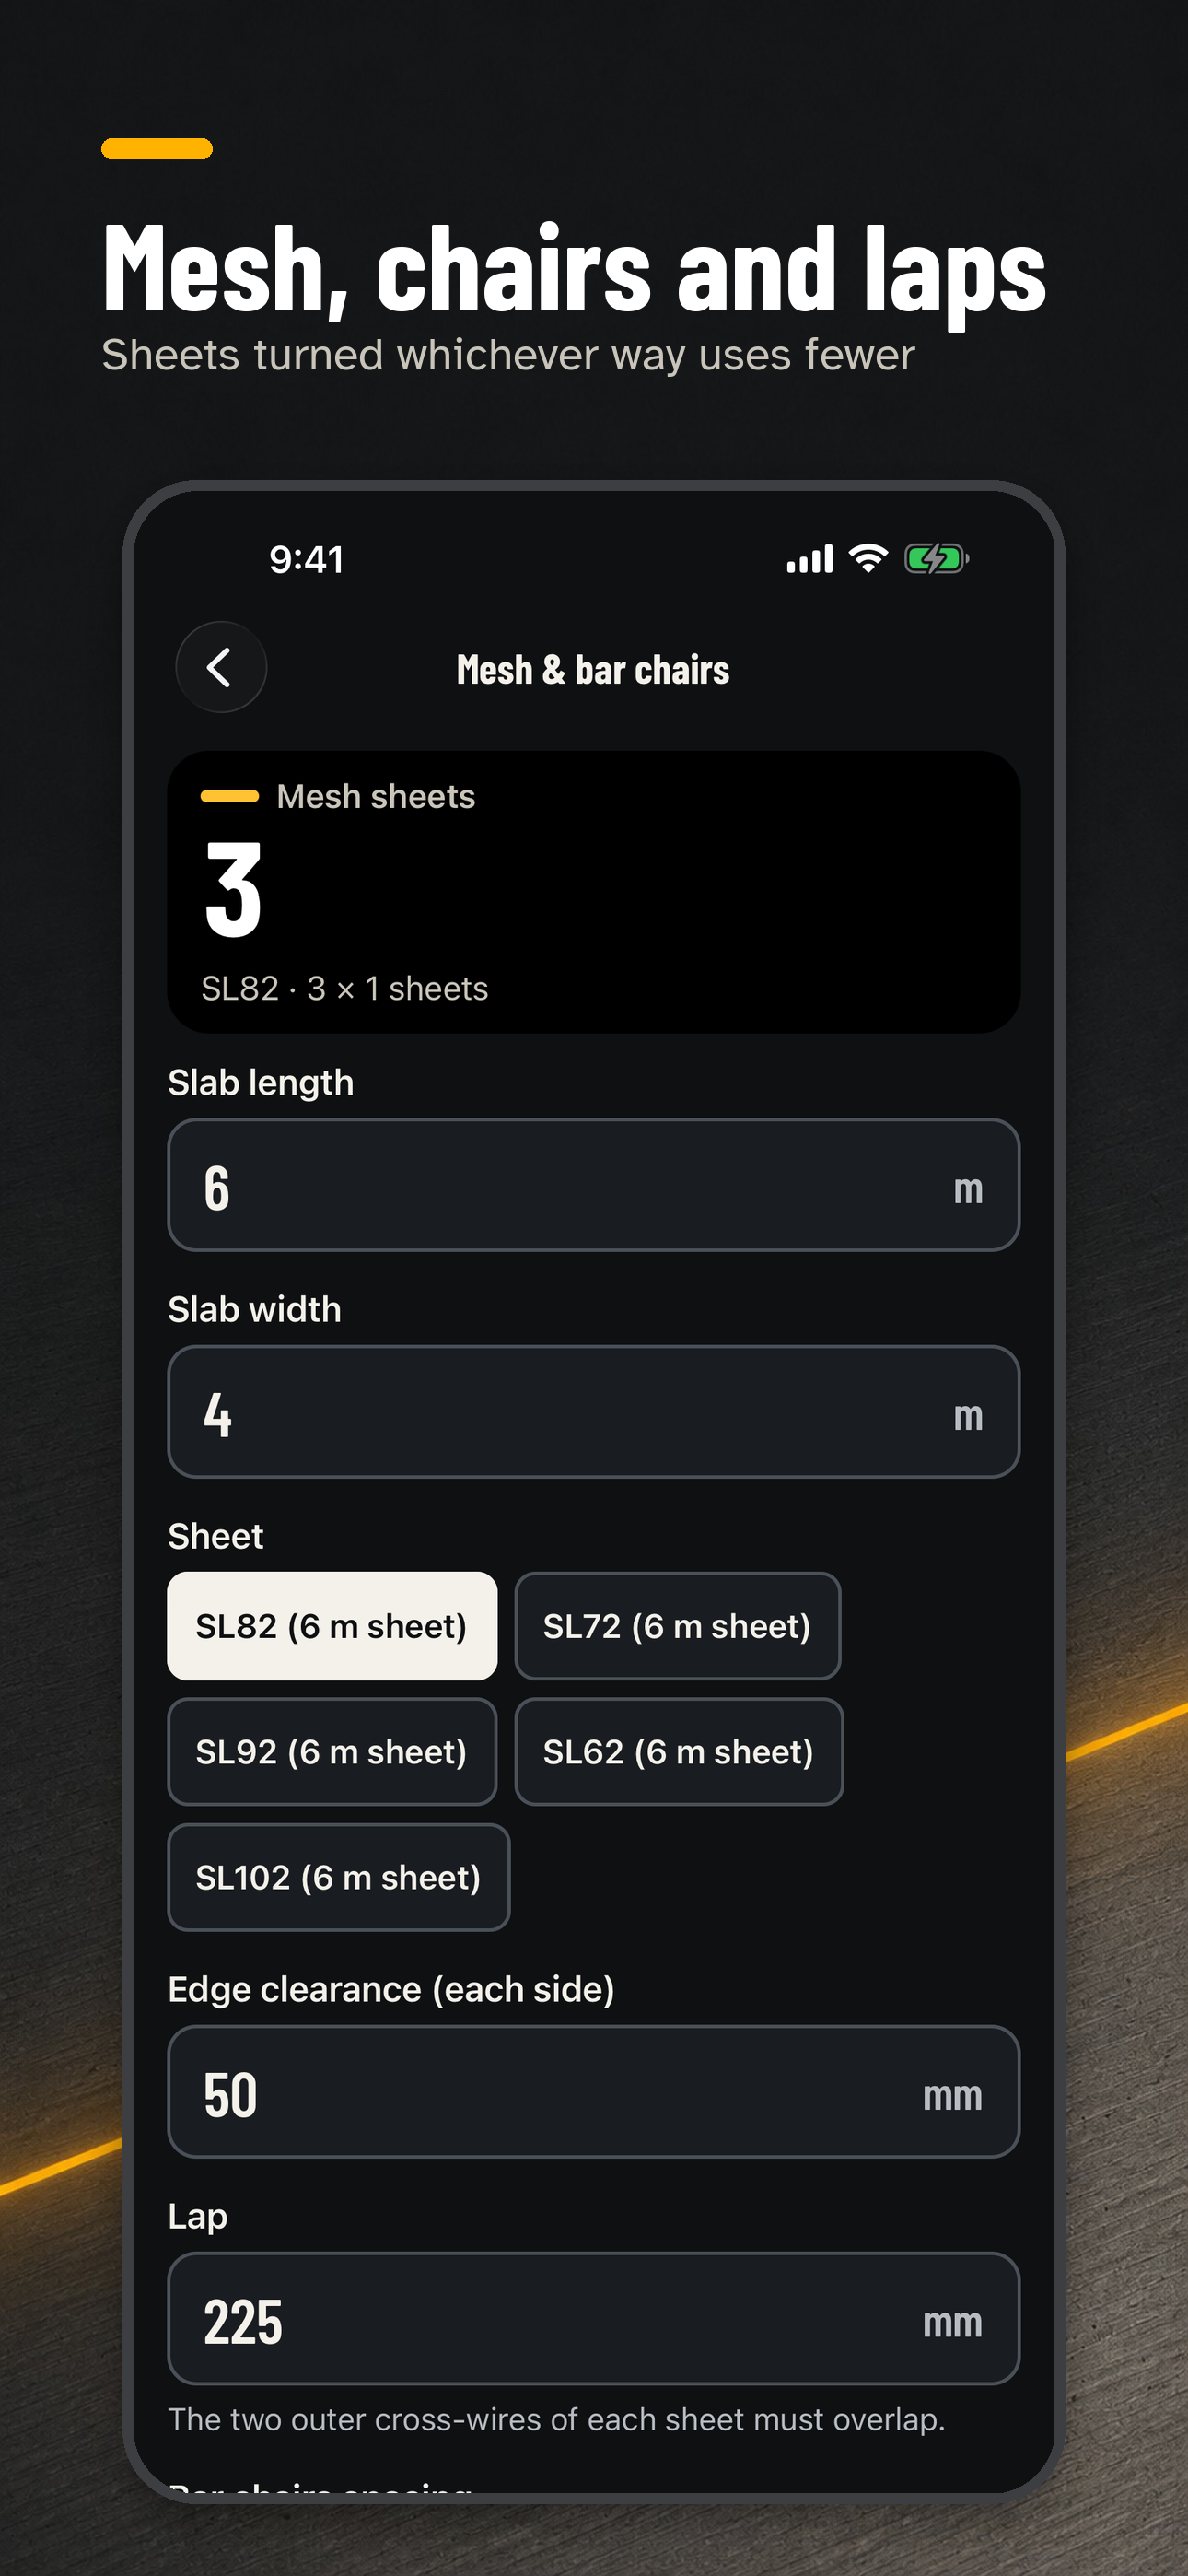 Mesh, chairs and laps
Sheets turned whichever way uses fewer
9:41
Mesh & bar chairs
Mesh sheets
3
SL82 · 3 × 1 sheets
Slab length
6 m
Slab width
4 m
Sheet
SL82 (6 m sheet) SL72 (6 m sheet)
SL92 (6 m sheet) SL62 (6 m sheet)
SL102 (6 m sheet)
Edge clearance (each side)
50 mm
Lap
225 mm
The two outer cross-wires of each sheet must overlap.
Bar chairs spacing